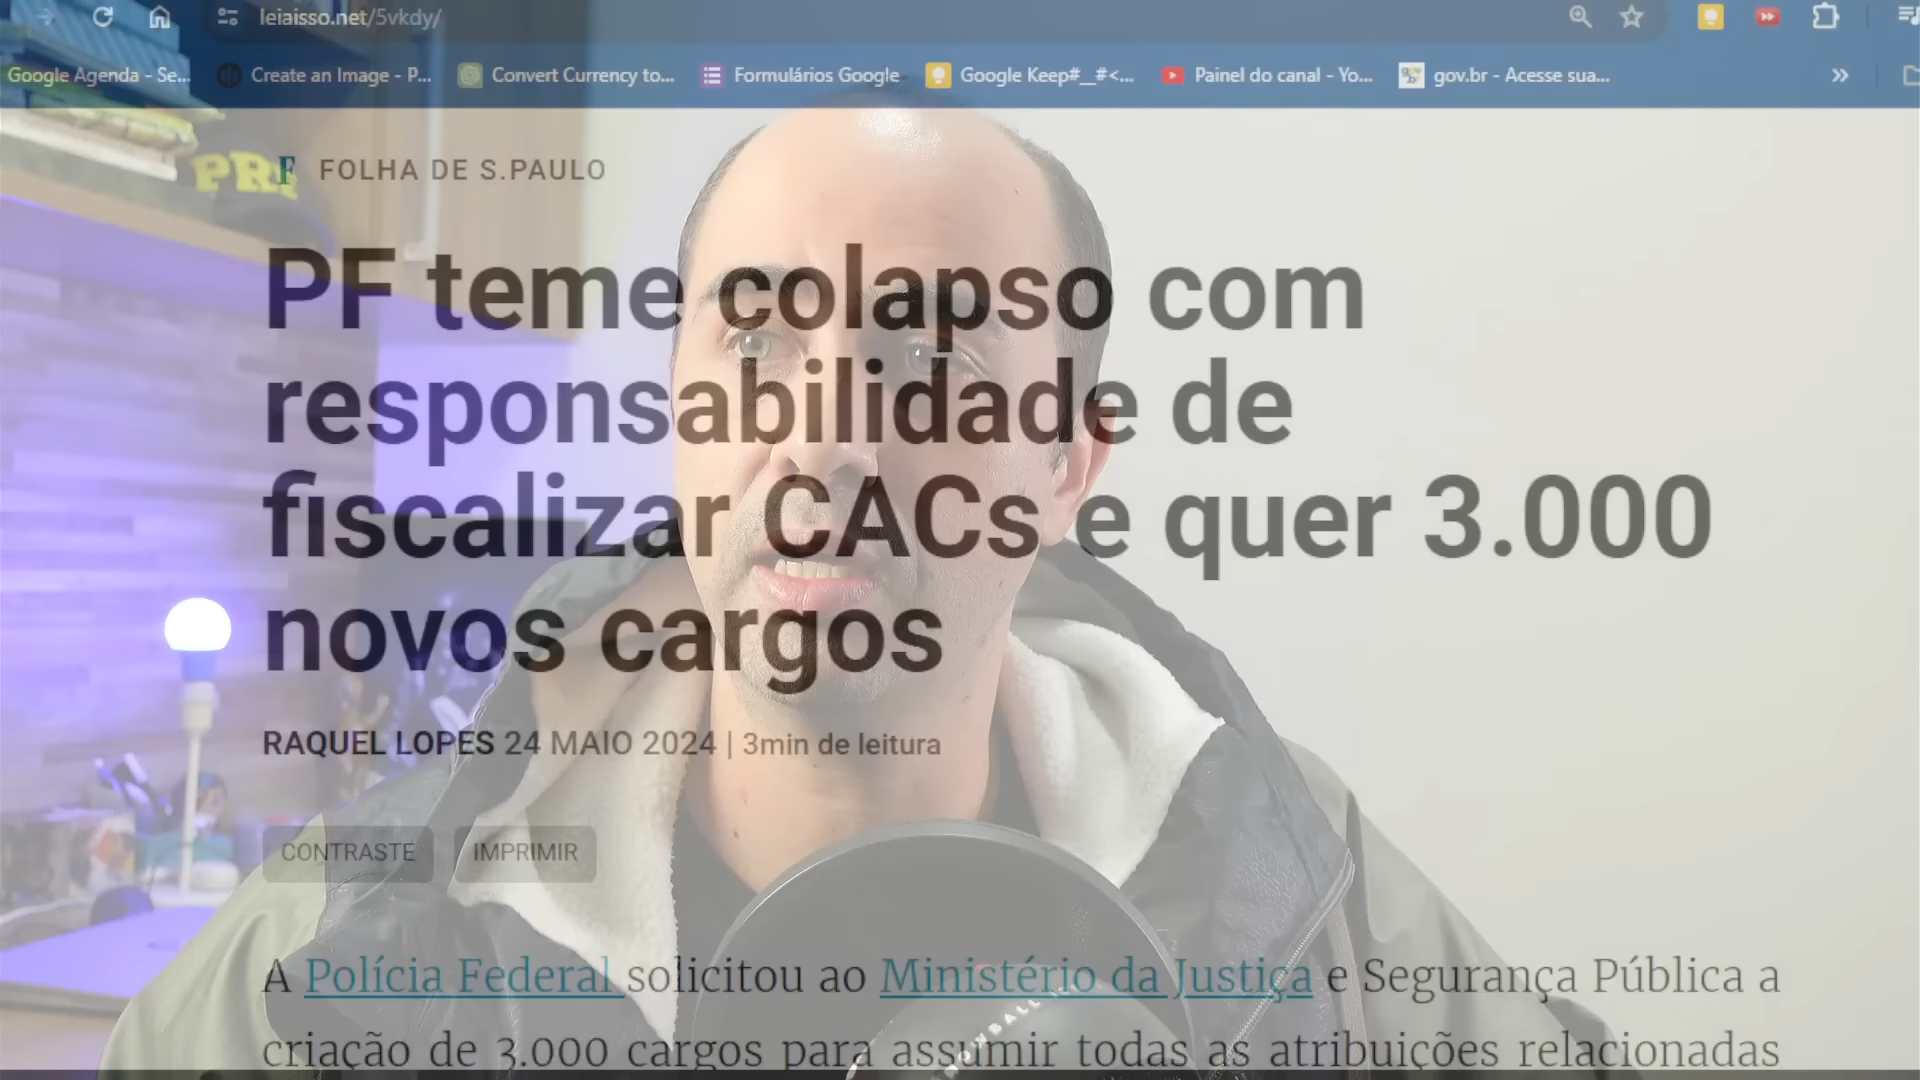 leiaisso.net/5vkdy/
Google Agenda - Se... Create an Image - P... Convert Currency to... Formulários Google Google Keep#__#<... Painel do canal - Yo... gov.br - Acesse sua...
PRF
F FOLHA DE S.PAULO
PF teme colapso com
responsabilidade de
fiscalizar CACs e quer 3.000
novos cargos
RAQUEL LOPES 24 MAIO 2024 | 3min de leitura
CONTRASTE IMPRIMIR
A Polícia Federal solicitou ao Ministério da Justiça e Segurança Pública a
criação de 3.000 cargos para assumir todas as atribuições relacionadas